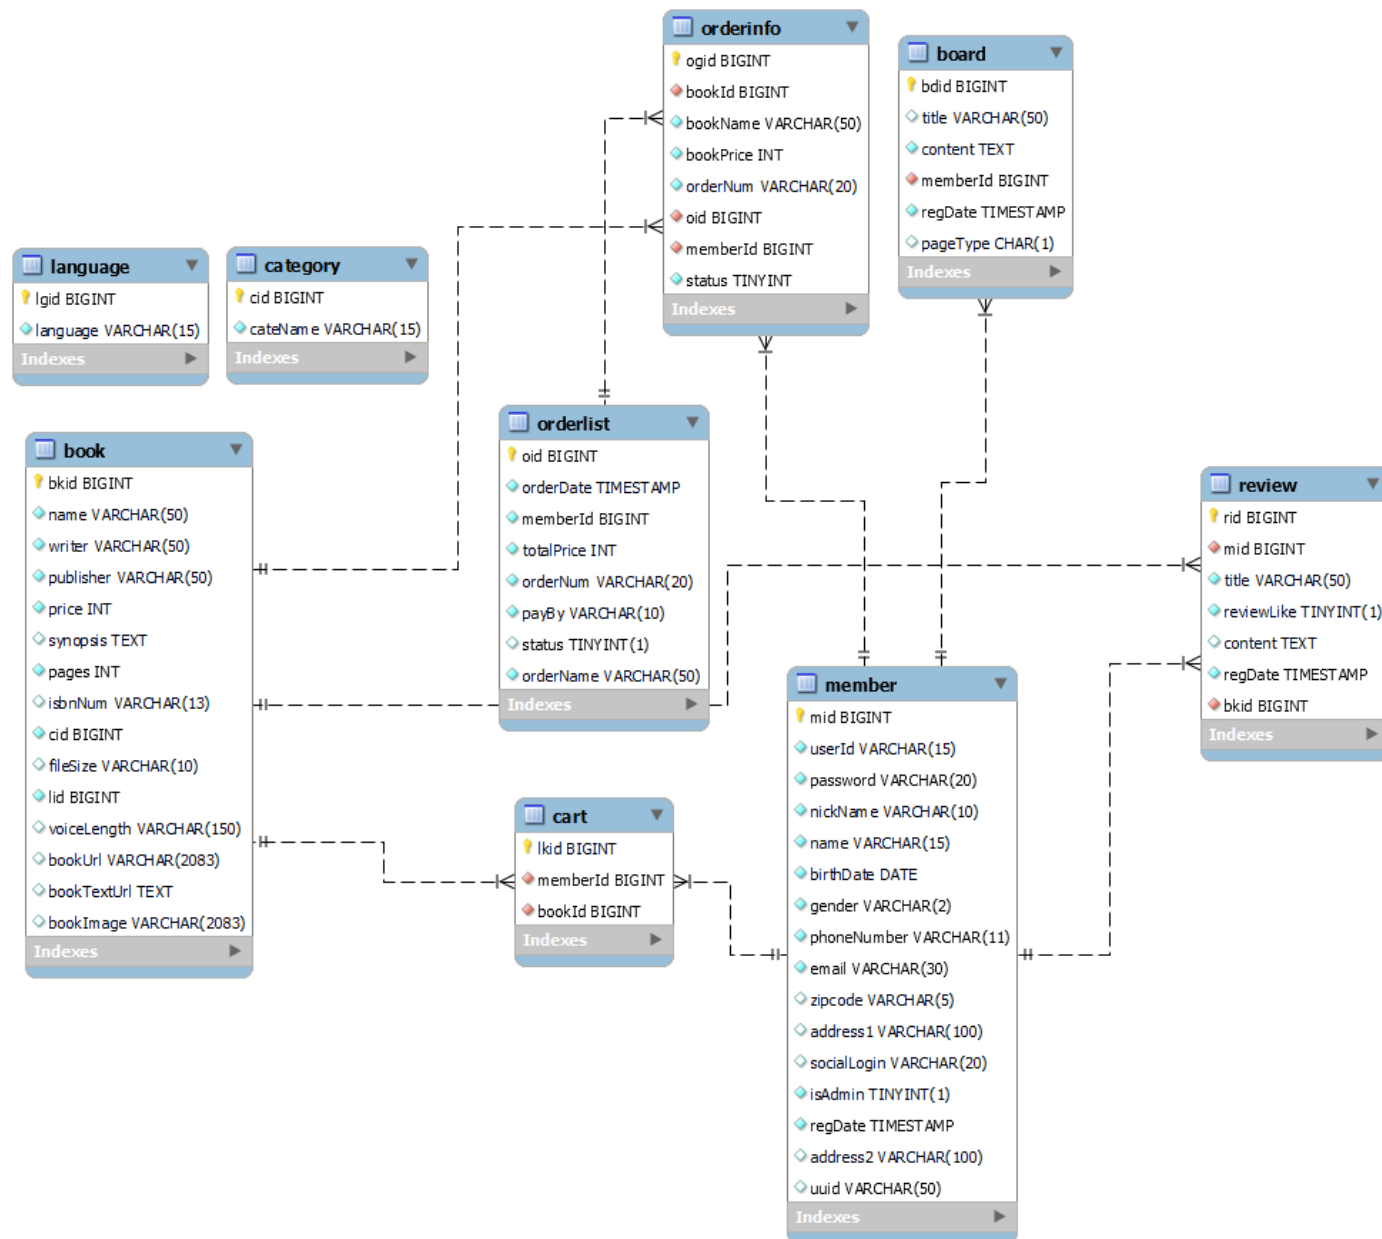 orderinfo
ogid BIGINT
bookId BIGINT
bookName VARCHAR(50)
bookPrice INT
orderNum VARCHAR(20)
oid BIGINT
memberId BIGINT
status TINYINT
Indexes
board
bdid BIGINT
title VARCHAR(50)
content TEXT
memberId BIGINT
regDate TIMESTAMP
pageType CHAR(1)
Indexes
language
lgid BIGINT
language VARCHAR(15)
Indexes
category
cid BIGINT
cateName VARCHAR(15)
Indexes
book
bkid BIGINT
name VARCHAR(50)
writer VARCHAR(50)
publisher VARCHAR(50)
price INT
synopsis TEXT
pages INT
isbnNum VARCHAR(13)
cid BIGINT
fileSize VARCHAR(10)
lid BIGINT
voiceLength VARCHAR(150)
bookUrl VARCHAR(2083)
bookTextUrl TEXT
bookImage VARCHAR(2083)
Indexes
orderlist
oid BIGINT
orderDate TIMESTAMP
memberId BIGINT
totalPrice INT
orderNum VARCHAR(20)
payBy VARCHAR(10)
status TINYINT(1)
orderName VARCHAR(50)
Indexes
cart
lkid BIGINT
memberId BIGINT
bookId BIGINT
Indexes
member
mid BIGINT
userId VARCHAR(15)
password VARCHAR(20)
nickName VARCHAR(10)
name VARCHAR(15)
birthDate DATE
gender VARCHAR(2)
phoneNumber VARCHAR(11)
email VARCHAR(30)
zipcode VARCHAR(5)
address1 VARCHAR(100)
socialLogin VARCHAR(20)
isAdmin TINYINT(1)
regDate TIMESTAMP
address2 VARCHAR(100)
uuid VARCHAR(50)
Indexes
review
rid BIGINT
mid BIGINT
title VARCHAR(50)
reviewLike TINYINT(1)
content TEXT
regDate TIMESTAMP
bkid BIGINT
Indexes